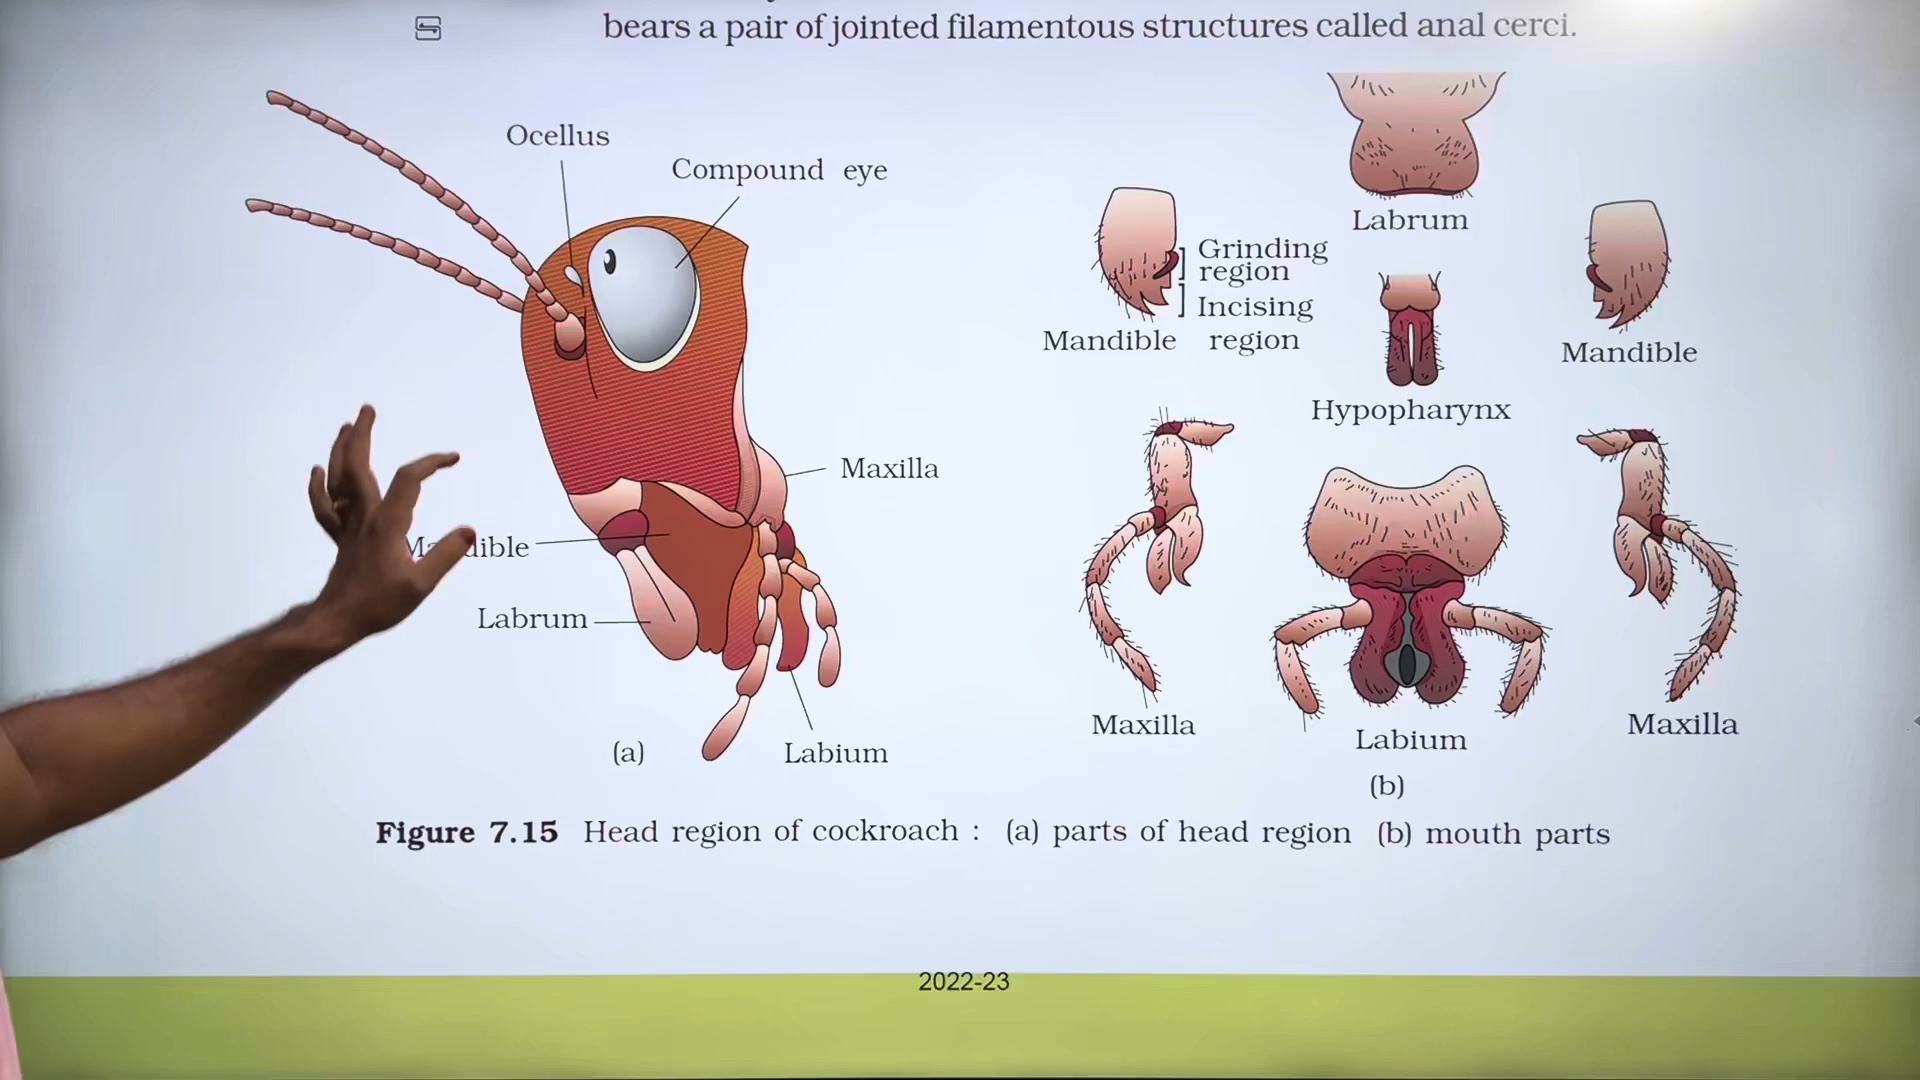 bears a pair of jointed filamentous structures called anal cerci.
Ocellus
Compound eye
Maxilla
Labrum
Labium
(a)
Labrum
Grinding
region
Incising
region
Mandible
Mandible
Hypopharynx
Maxilla
Labium
Maxilla
(b)
Figure 7.15 Head region of cockroach : (a) parts of head region (b) mouth parts
2022-23